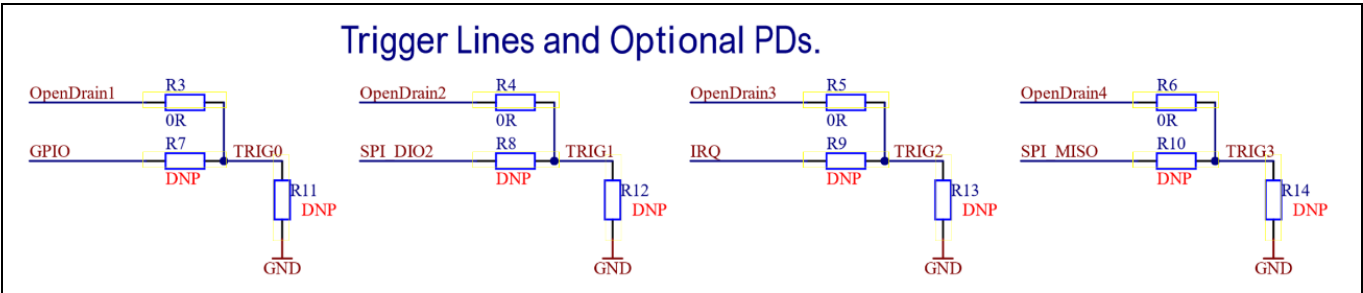 Trigger Lines and Optional PDs.
OpenDrain1 R3 OpenDrain2 R4 OpenDrain3 R5 OpenDrain4 R6
0R 0R 0R 0R
GPIO R7 TRIG0 SPI_DIO2 R8 TRIG1 IRQ R9 TRIG2 SPI_MISO R10 TRIG3
DNP DNP DNP DNP
R11 R12 R13 R14
DNP DNP DNP DNP
GND GND GND GND